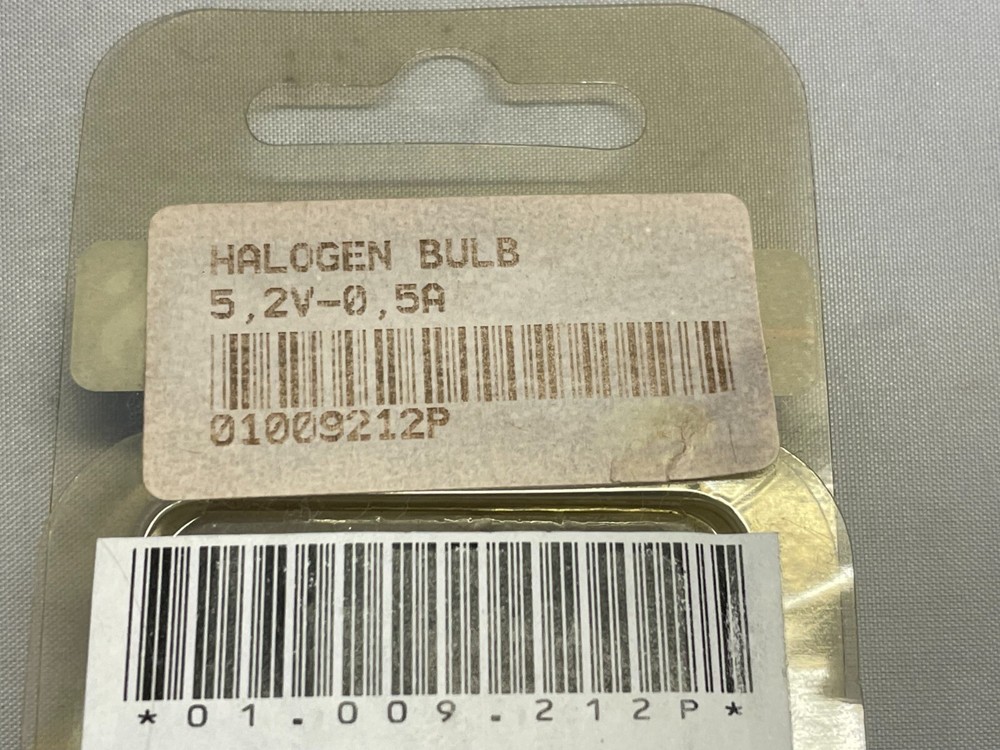 HALOGEN BULB
5,2V-0,5A
01009212P
*01.009.212P*